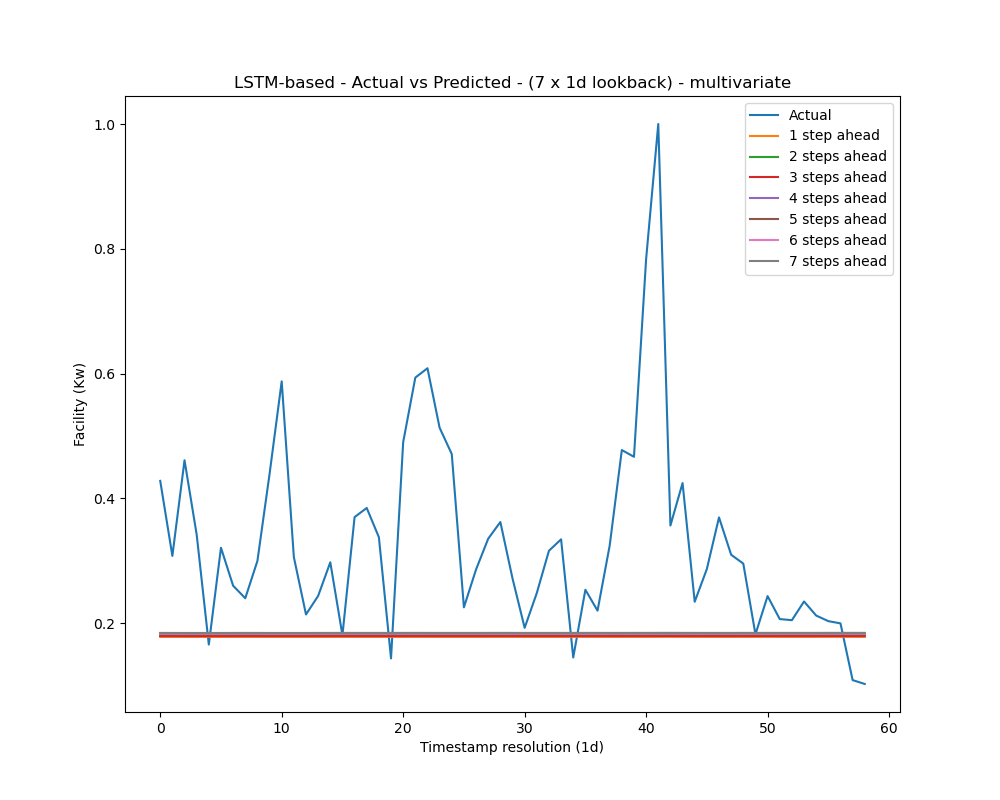 LSTM-based - Actual vs Predicted - (7 x 1d lookback) - multivariate
Actual
1 step ahead
2 steps ahead
3 steps ahead
4 steps ahead
5 steps ahead
6 steps ahead
7 steps ahead
1.0
0.8
0.6
0.4
0.2
Facility (Kw)
0 10 20 30 40 50 60
Timestamp resolution (1d)